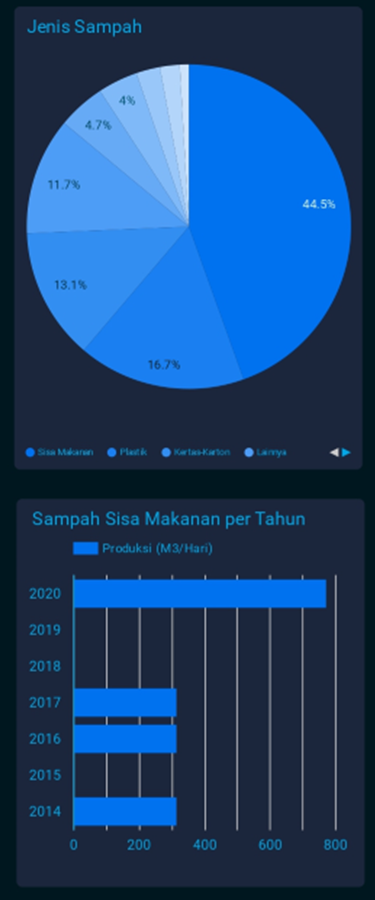 Jenis Sampah
4%
4.7%
11.7%
44.5%
13.1%
16.7%
Sisa Makanan Plastik Kertas-Karton Lainnya
Sampah Sisa Makanan per Tahun
Produksi (M3/Hari)
2020
2019
2018
2017
2016
2015
2014
0 200 400 600 800